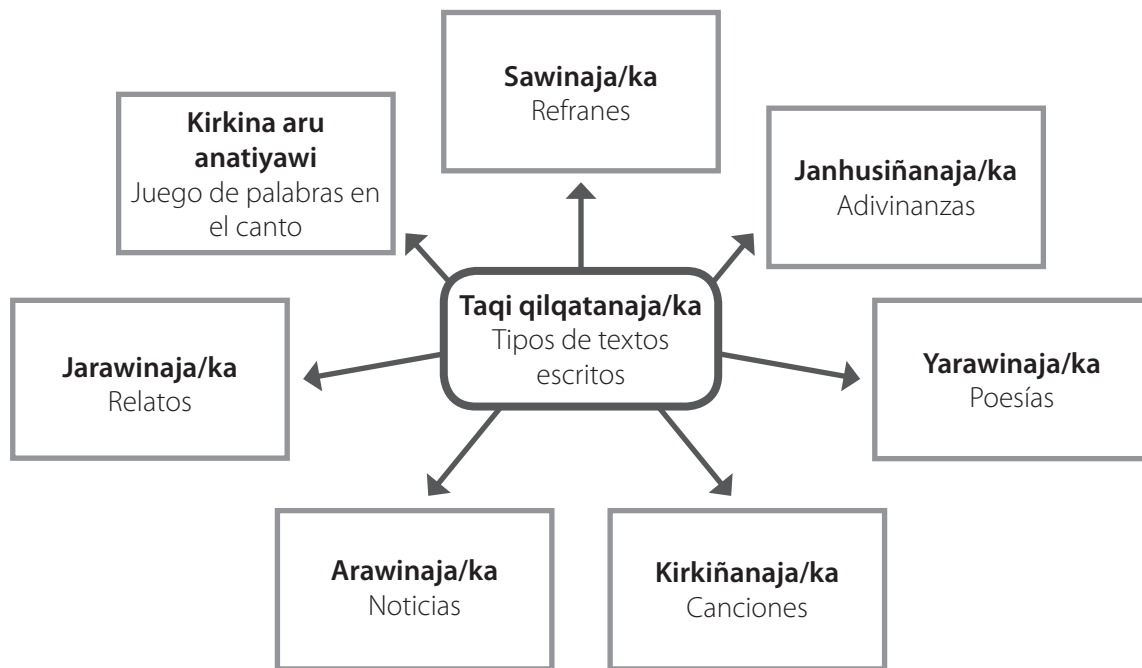 Sawinaja/ka
Refranes
Kirkina aru
anatiyawi
Juego de palabras en
el canto
Janhusiñanaja/ka
Adivinanzas
Taqi qilqatanaja/ka
Tipos de textos
escritos
Jarawinaja/ka
Relatos
Yarawinaja/ka
Poesías
Arawinaja/ka
Noticias
Kirkiñanaja/ka
Canciones